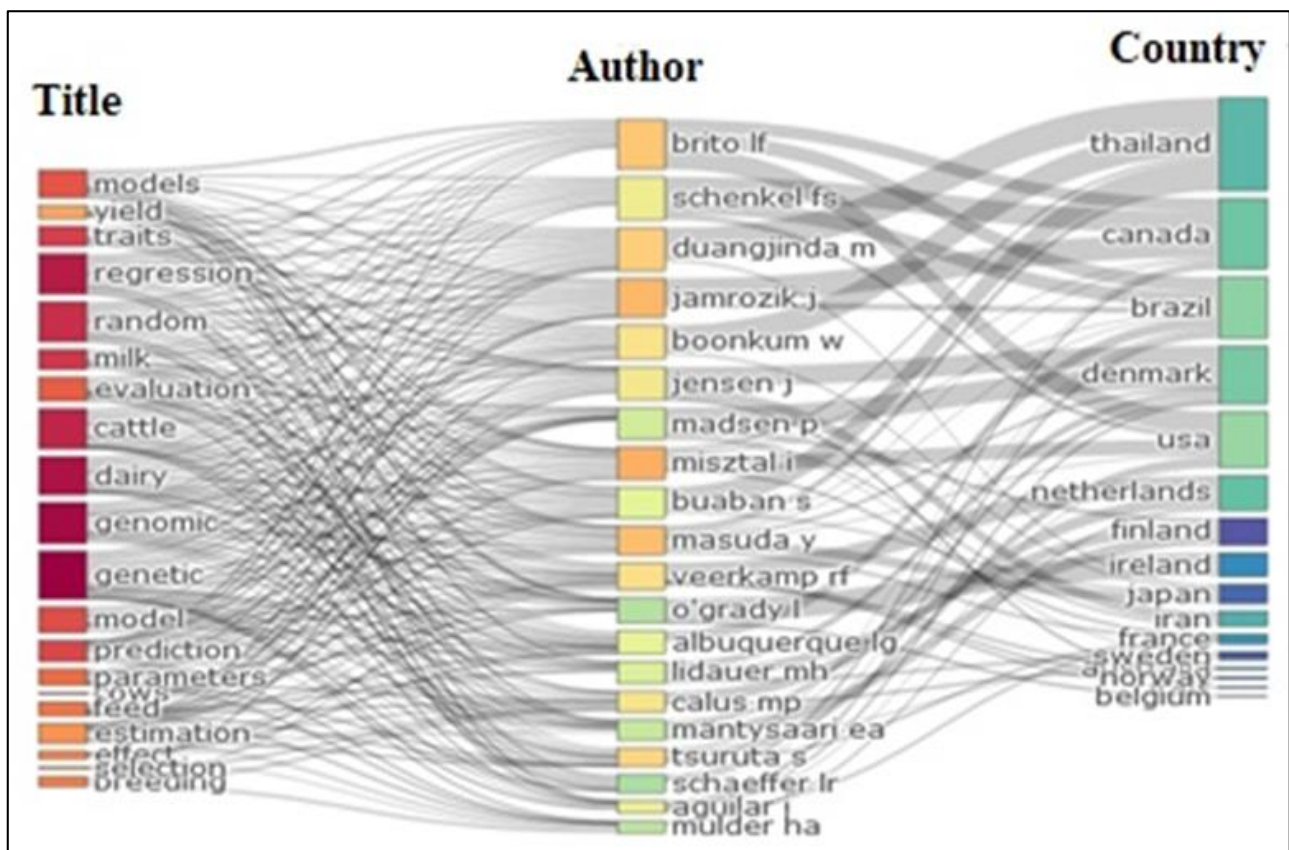 Title
Author
Country
models
yield
traits
regression
random
milk
evaluation
cattle
dairy
genomic
genetic
model
prediction
parameters
cows
feed
estimation
effect
selection
breeding
brito lf
schenkel fs
duangjinda m
jamrozik j
boonkum w
jensen j
madsen p
misztal i
buaban s
masuda y
veerkamp rf
o'grady l
albuquerque lg
lidauer mh
calus mp
mantysaari ea
tsuruta s
schaeffer lr
aguilar i
mulder ha
thailand
canada
brazil
denmark
usa
netherlands
finland
ireland
japan
iran
france
sweden
norway
belgium